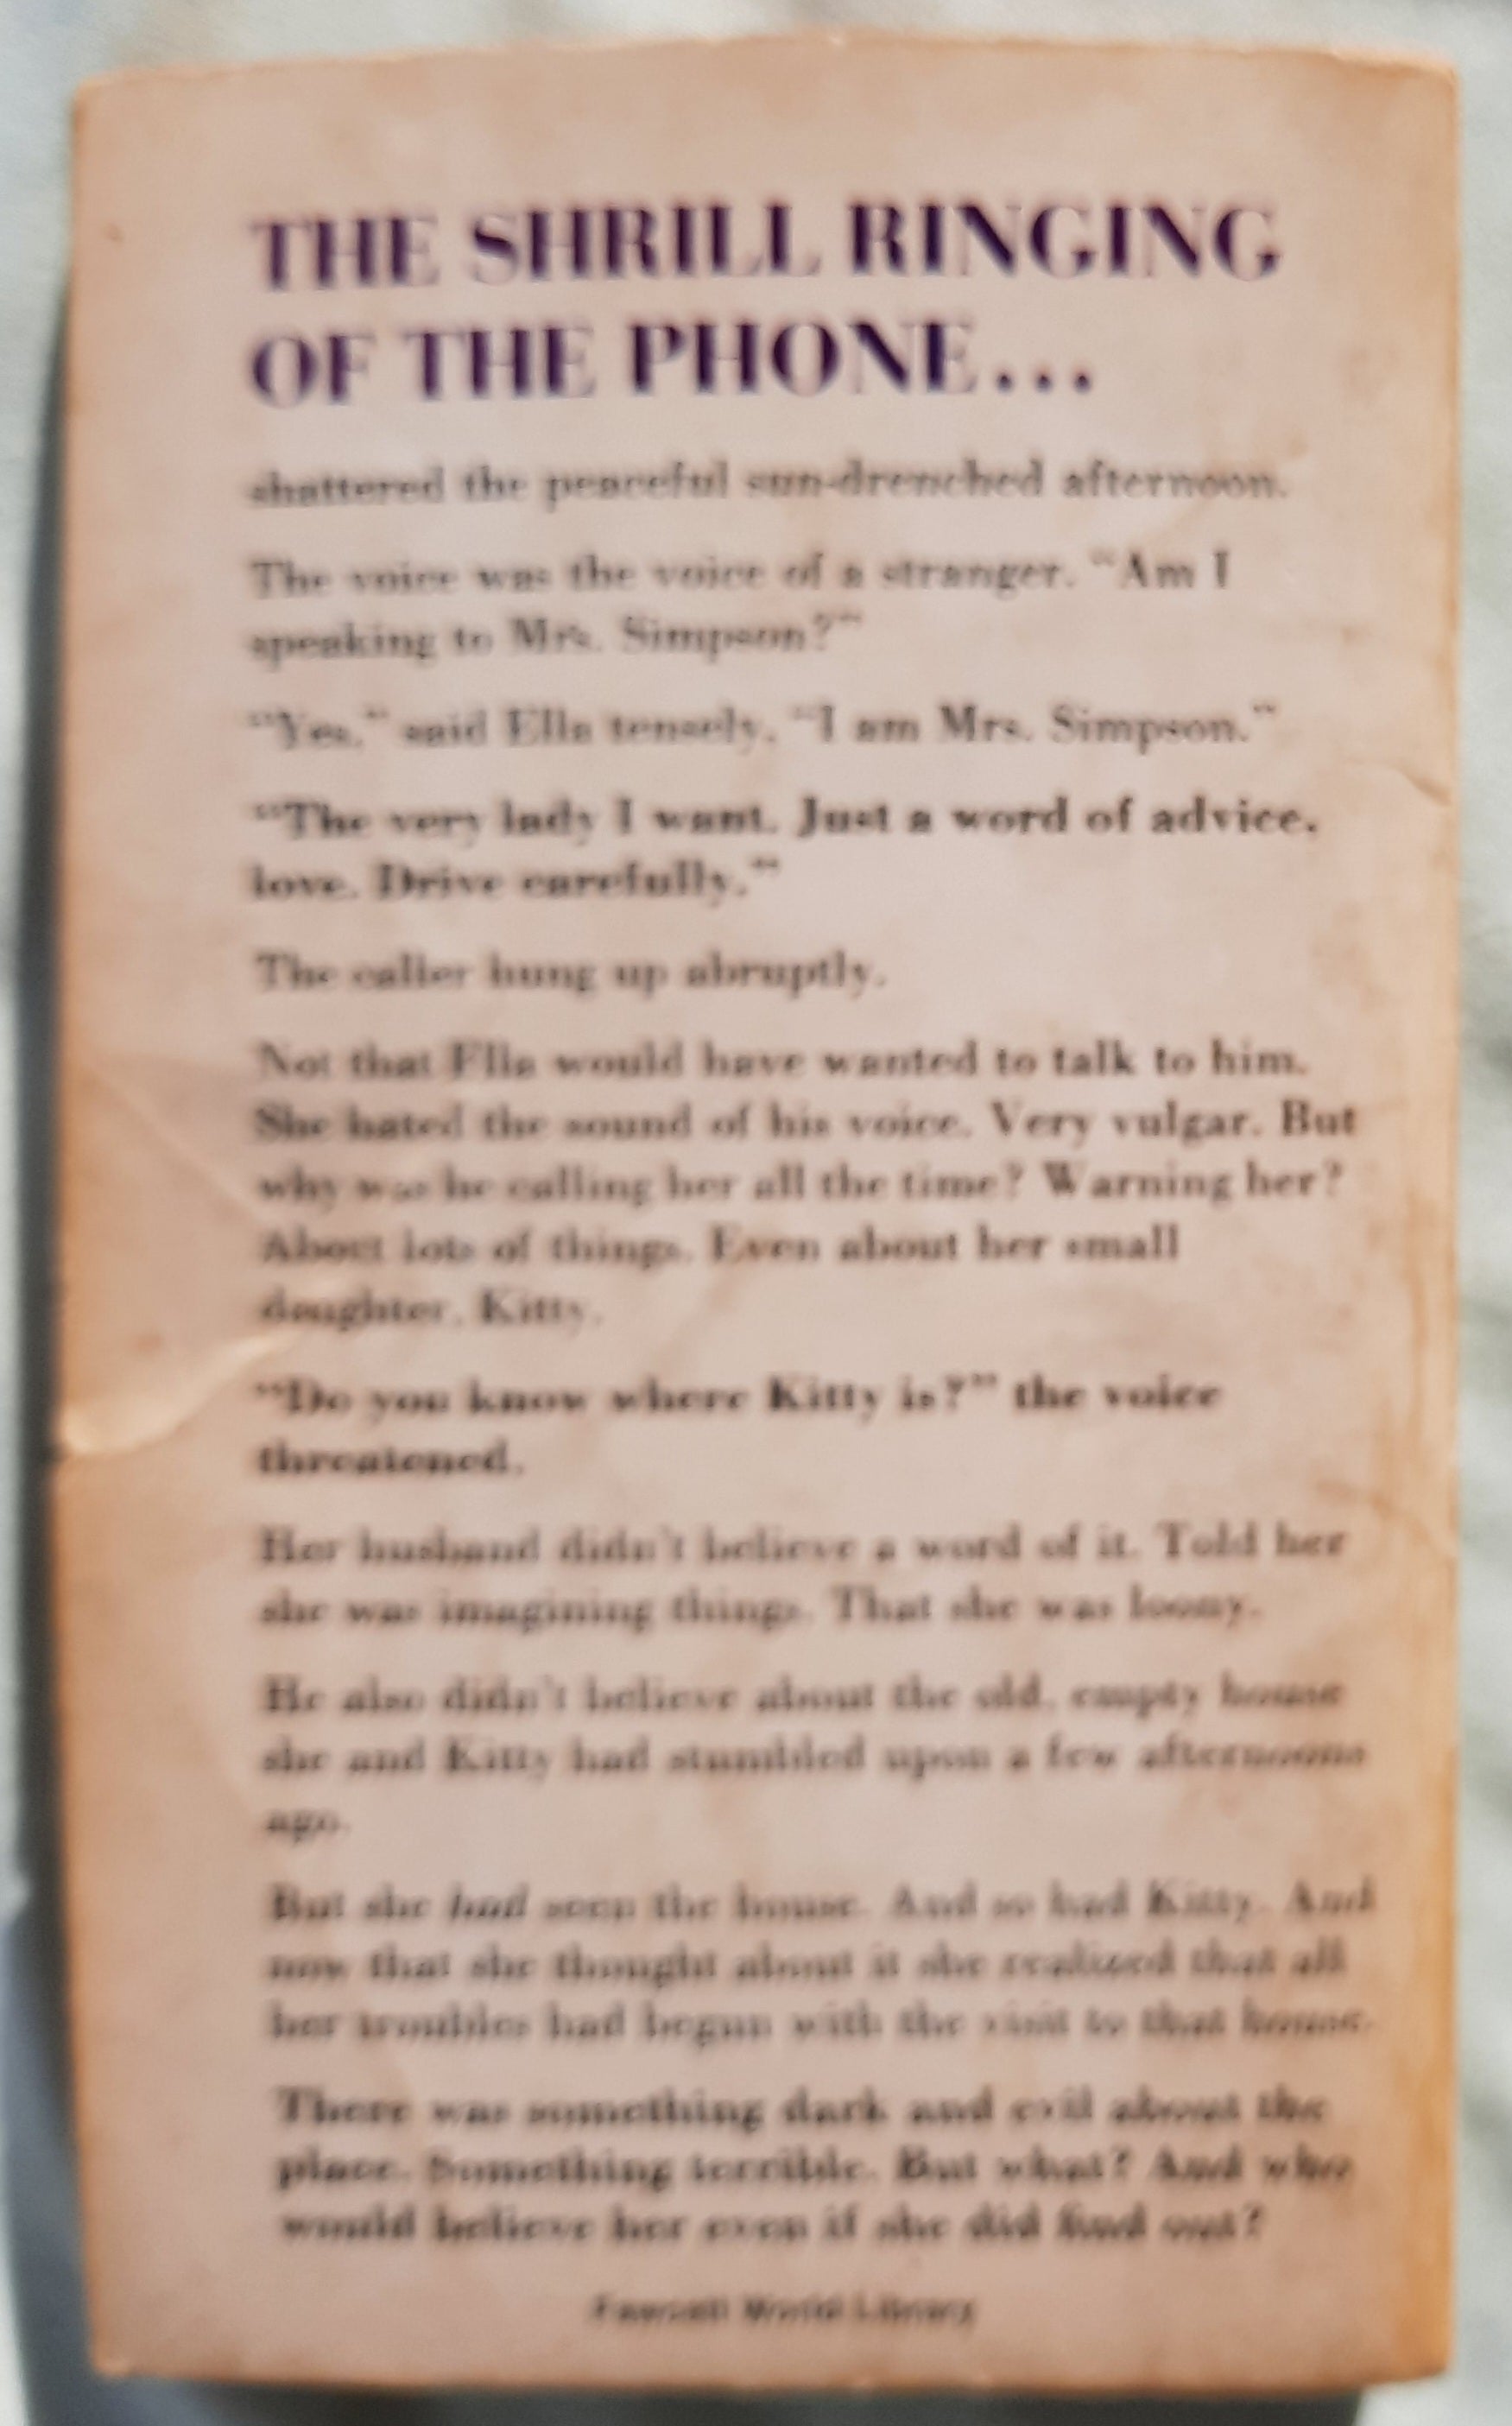 THE SHRILL RINGING
OF THE PHONE...
shattered the peaceful sun-drenched afternoon.
The voice was the voice of a stranger. "Am I
speaking to Mrs. Simpson?"
"Yes," said Ella tensely, "I am Mrs. Simpson."
"The very lady I want. Just a word of advice,
love. Drive carefully."
The caller hung up abruptly.
Not that Ella would have wanted to talk to him.
She hated the sound of his voice. Very vulgar. But
why was he calling her all the time? Warning her?
About lots of things. Even about her small
daughter, Kitty.
"Do you know where Kitty is?" the voice
threatened.
Her husband didn't believe a word of it. Told her
she was imagining things. That she was loony.
He also didn't believe about the old, empty house
she and Kitty had stumbled upon a few afternoons
ago.
But she had seen the house. And so had Kitty. And
now that she thought about it she realized that all
her troubles had begun with the visit to that house.
There was something dark and evil about the
place. Something terrible. But what? And who
would believe her even if she did find out?
Fawcett World Library